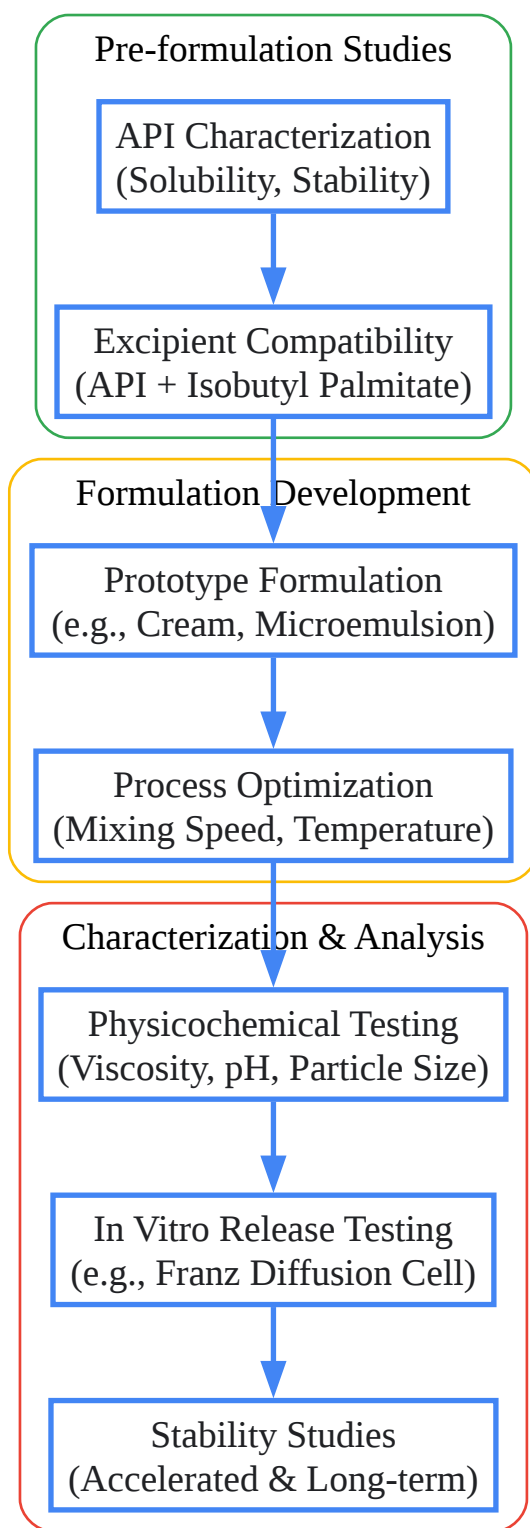 Pre-formulation Studies
API Characterization
(Solubility, Stability)
Excipient Compatibility
(API + Isobutyl Palmitate)
Formulation Development
Prototype Formulation
(e.g., Cream, Microemulsion)
Process Optimization
(Mixing Speed, Temperature)
Characterization & Analysis
Physicochemical Testing
(Viscosity, pH, Particle Size)
In Vitro Release Testing
(e.g., Franz Diffusion Cell)
Stability Studies
(Accelerated & Long-term)